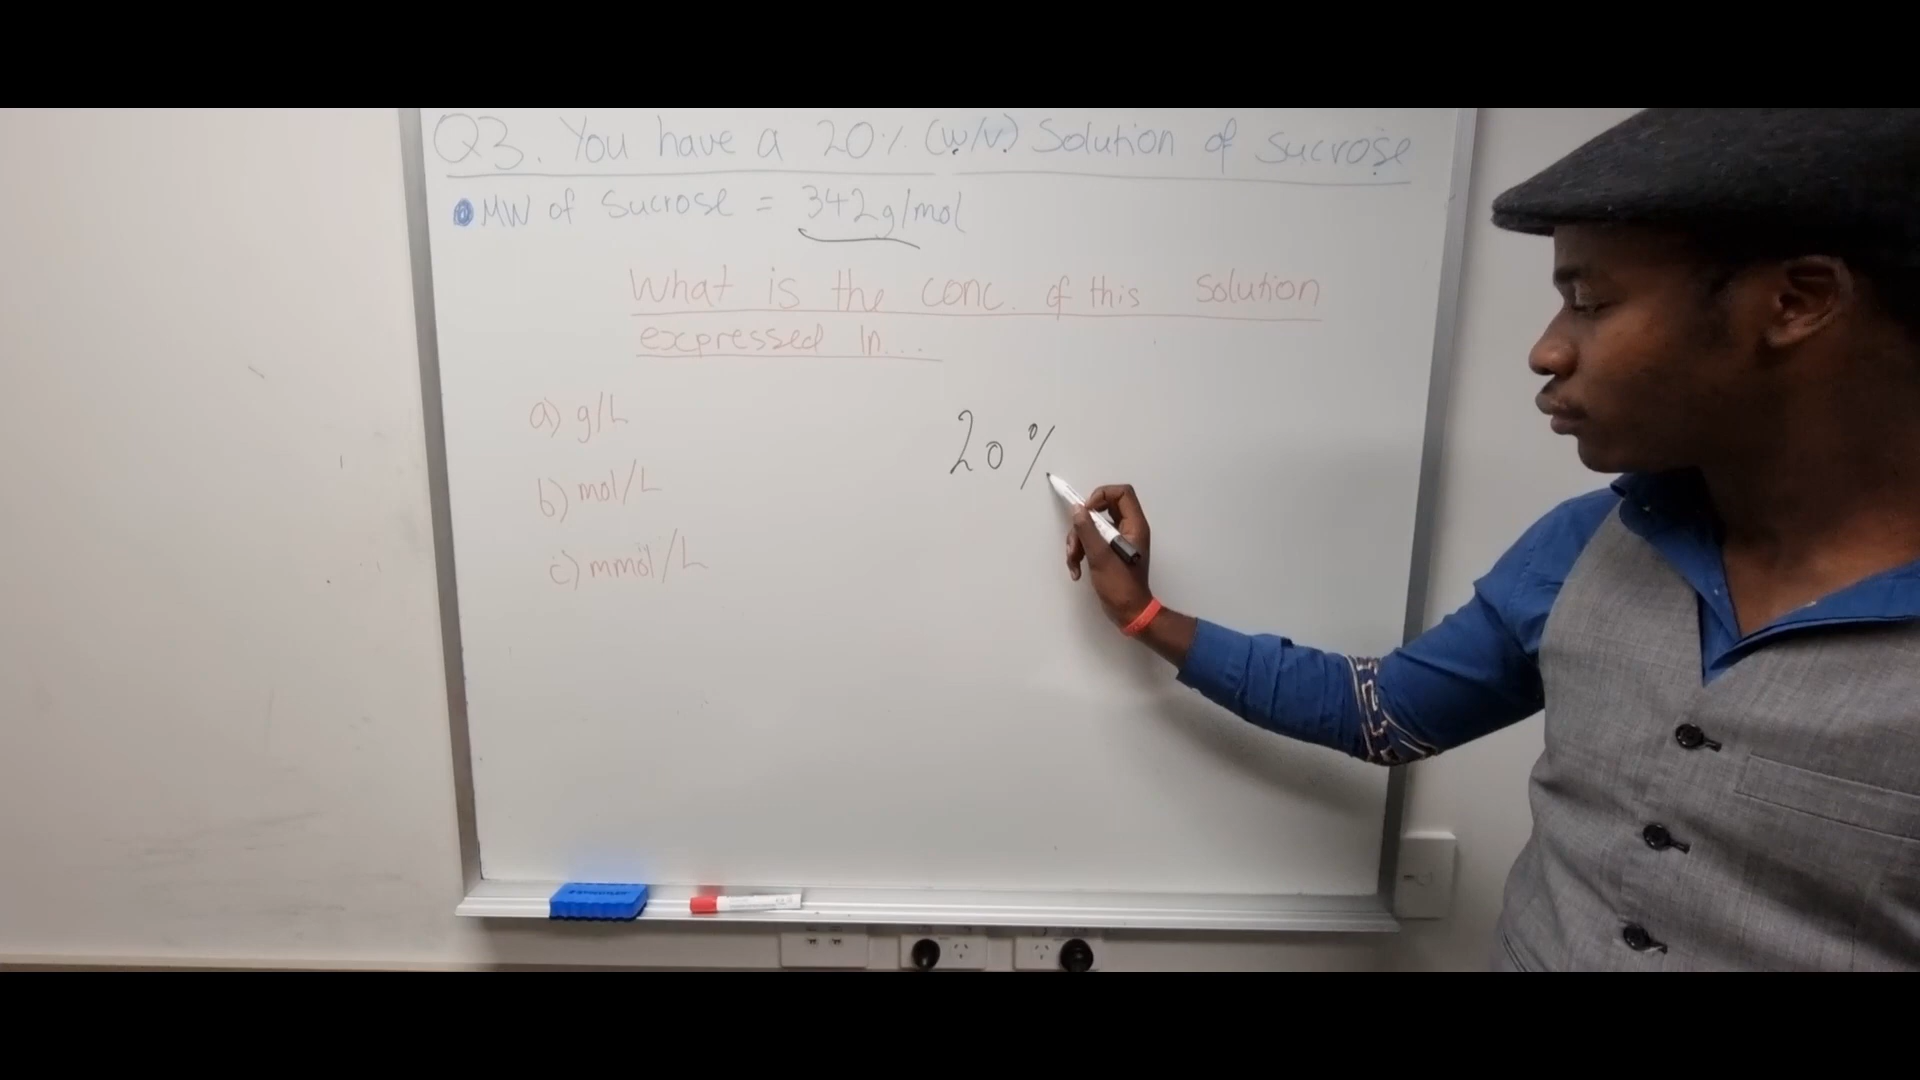 Q3. You have a 20% (w/v) Solution of Sucrose
MW of Sucrose = 342g/mol
What is the conc. of this Solution
expressed in...
a) g/L
b) mol/L
c) mmol/L
20%